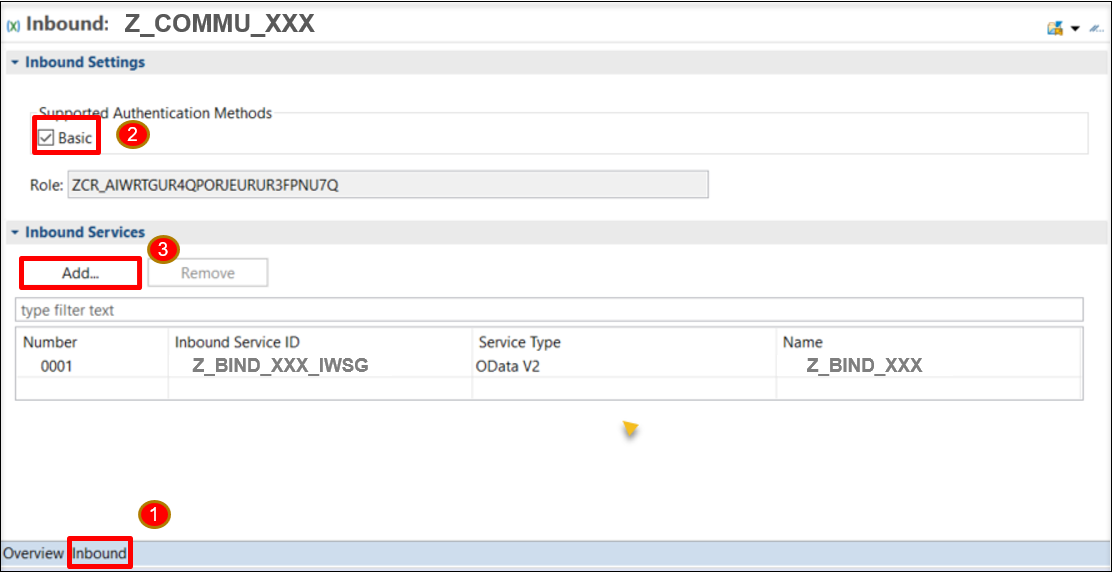 (x) Inbound: Z_COMMU_XXX
Inbound Settings
Supported Authentication Methods
Basic 2
Role: ZCR_AIWRTGUR4QPORJEURUR3FPNU7Q
Inbound Services
3
Add... Remove
type filter text
Number Inbound Service ID Service Type Name
0001 Z_BIND_XXX_IWSG OData V2 Z_BIND_XXX
1
Overview Inbound